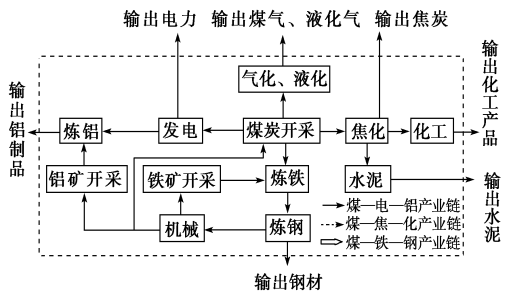 输出电力 输出煤气、液化气 输出焦炭
气化、液化
输出化工产品
输出铝制品
炼铝 发电 煤炭开采 焦化 化工
铝矿开采 铁矿开采 炼铁 水泥
输出水泥
机械 炼钢
煤—电—铝产业链
煤—焦—化产业链
煤—铁—钢产业链
输出钢材